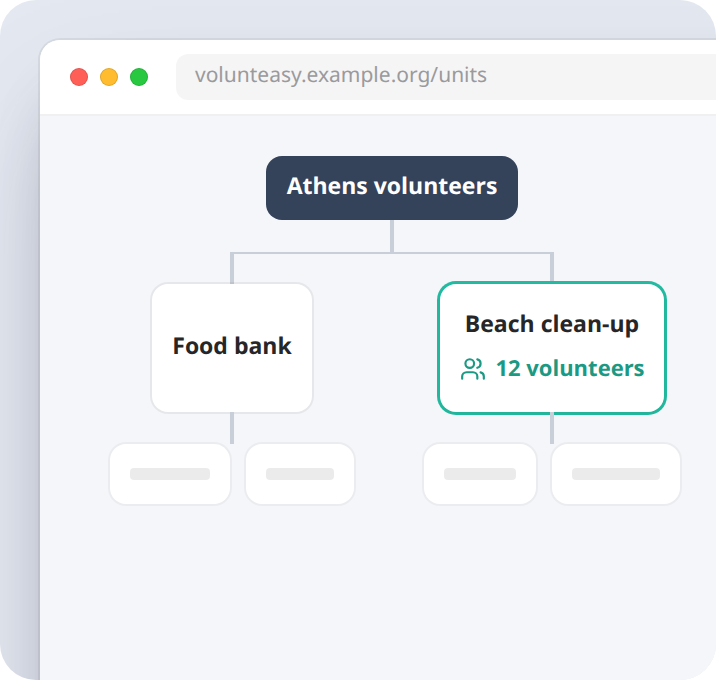 volunteasy.example.org/units
Athens volunteers
Food bank
Beach clean-up
12 volunteers